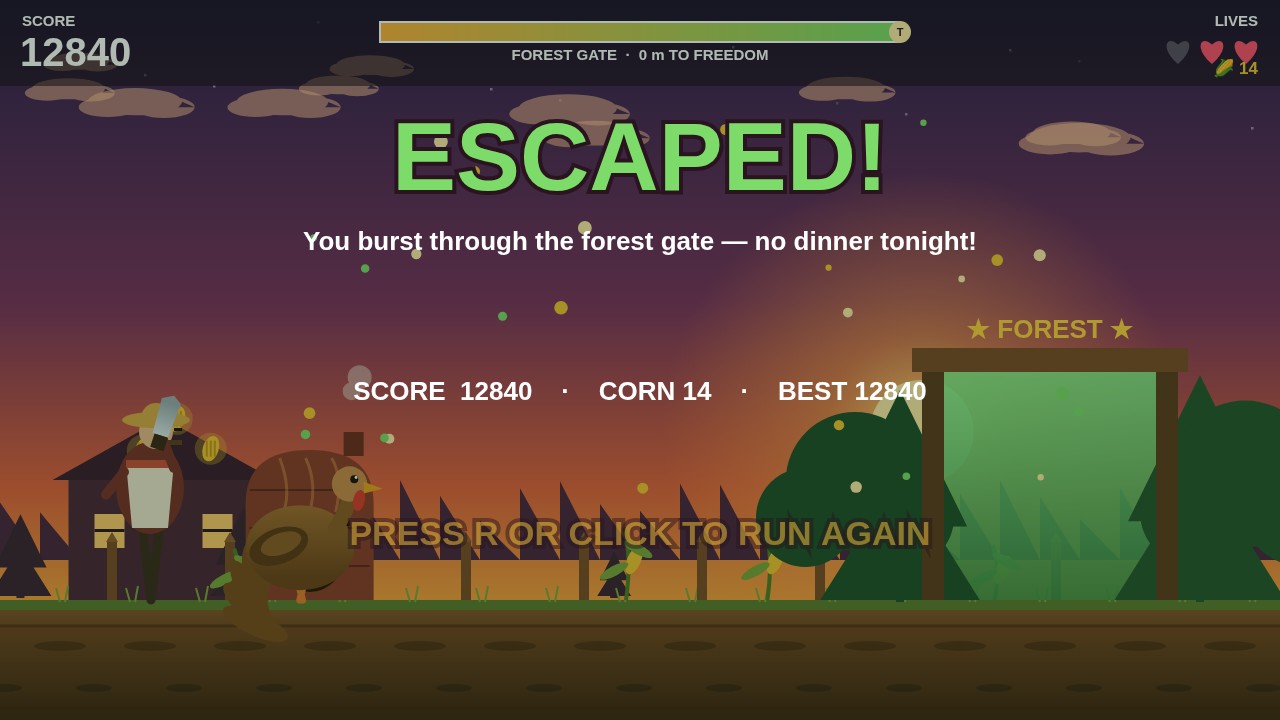 SCORE
12840
T
FOREST GATE · 0 m TO FREEDOM
LIVES
14
ESCAPED!
You burst through the forest gate — no dinner tonight!
★ FOREST ★
SCORE 12840 · CORN 14 · BEST 12840
PRESS R OR CLICK TO RUN AGAIN